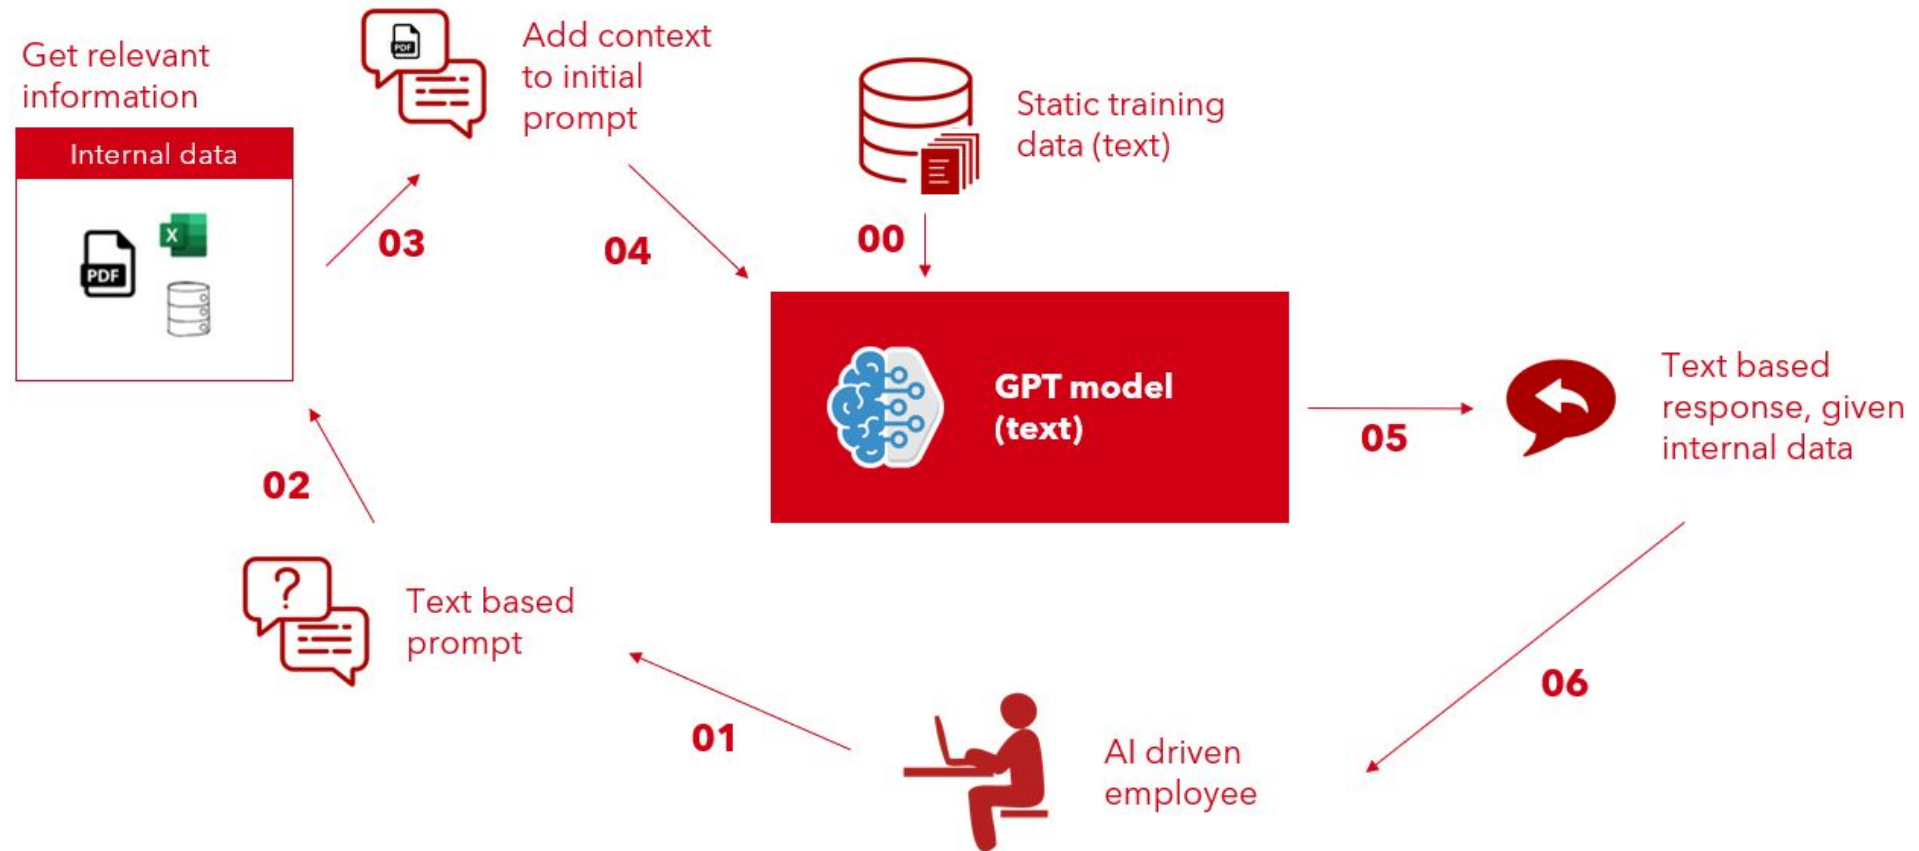 Get relevant
information
Internal data
PDF
X
PDF
Add context
to initial
prompt
Static training
data (text)
03
04
00
GPT model
(text)
05
Text based
response, given
internal data
02
?
Text based
prompt
01
AI driven
employee
06